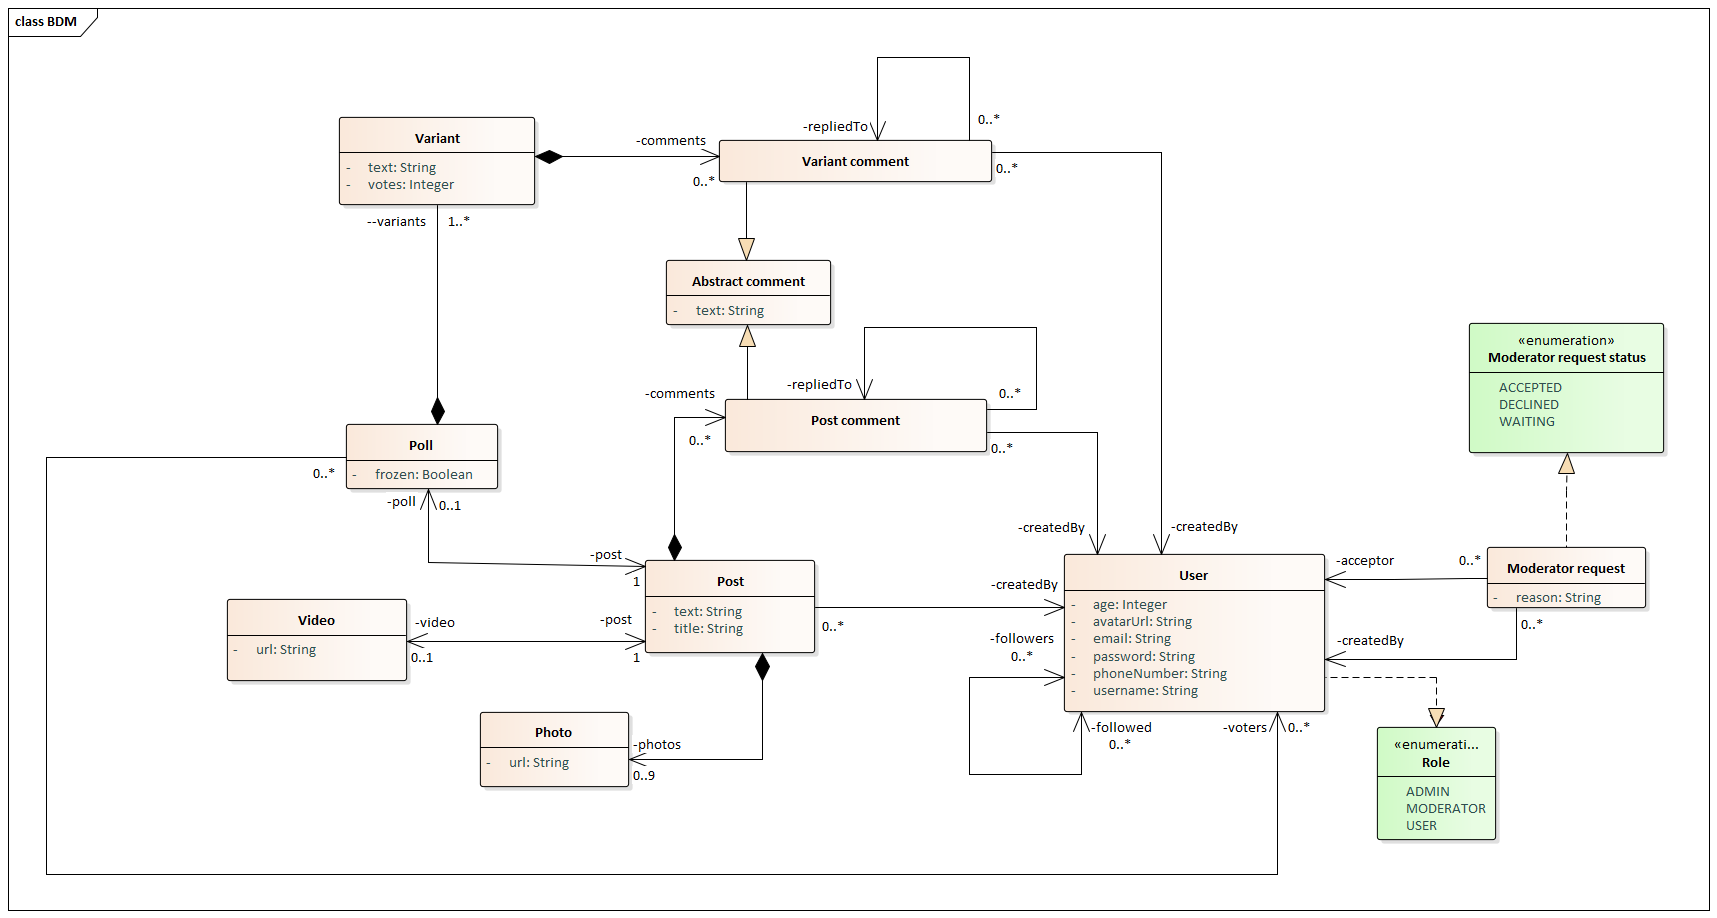 class BDM
0..*
-repliedTo
Variant
- text: String
- votes: Integer
-comments
0..*
Variant comment
0..*
--variants
1..*
Abstract comment
- text: String
-repliedTo
0..*
-comments
0..*
Post comment
0..*
«enumeration»
Moderator request status
ACCEPTED
DECLINED
WAITING
Poll
- frozen: Boolean
0..*
-poll
0..1
-createdBy
-createdBy
-post
1
Post
- text: String
- title: String
-createdBy
0..*
User
- age: Integer
- avatarUrl: String
- email: String
- password: String
- phoneNumber: String
- username: String
-acceptor
0..*
Moderator request
- reason: String
0..*
-createdBy
Video
- url: String
-video
0..1
-post
1
-followers
0..*
-followed
0..*
-voters
0..*
Photo
- url: String
-photos
0..9
«enumerati...
Role
ADMIN
MODERATOR
USER